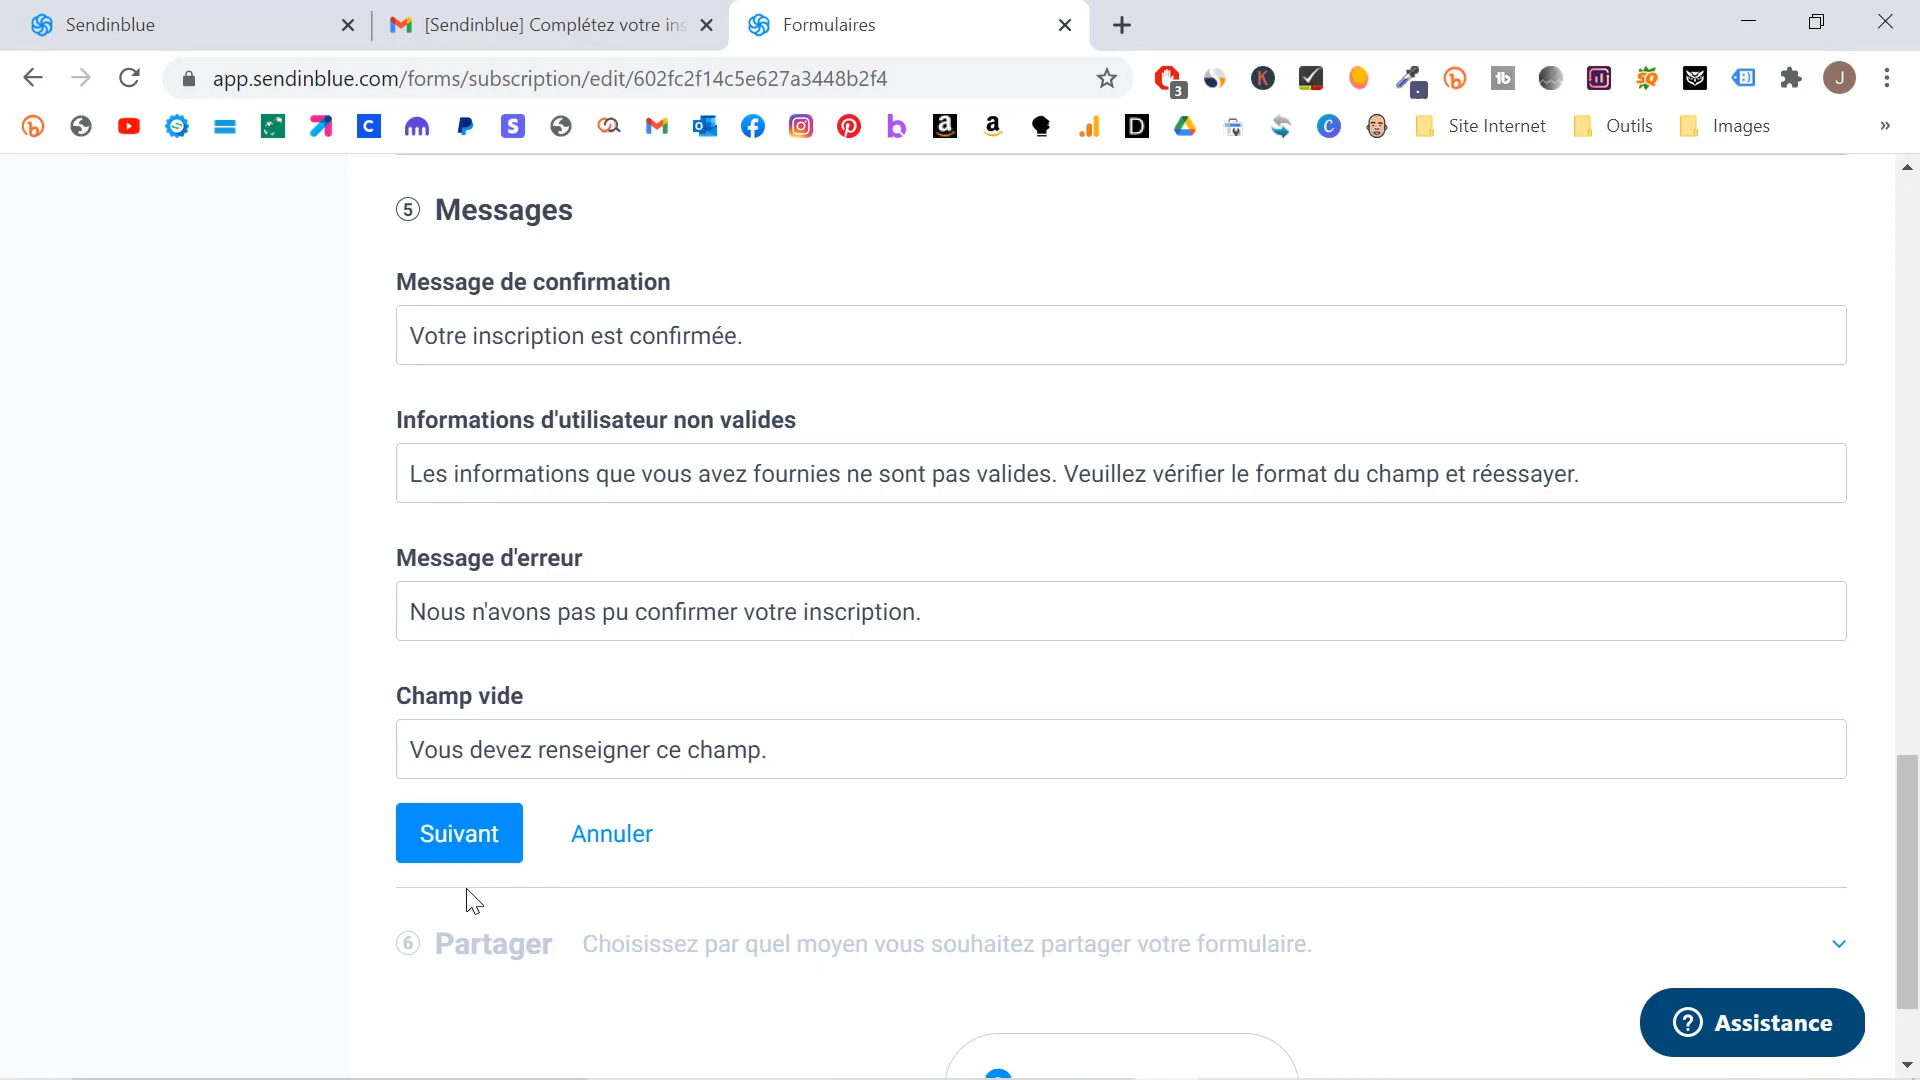 Sendinblue
[Sendinblue] Complétez votre ins
Formulaires
app.sendinblue.com/forms/subscription/edit/602fc2f14c5e627a3448b2f4
3
Site Internet
Outils
Images
5 Messages
Message de confirmation
Votre inscription est confirmée.
Informations d'utilisateur non valides
Les informations que vous avez fournies ne sont pas valides. Veuillez vérifier le format du champ et réessayer.
Message d'erreur
Nous n'avons pas pu confirmer votre inscription.
Champ vide
Vous devez renseigner ce champ.
Suivant Annuler
6 Partager Choisissez par quel moyen vous souhaitez partager votre formulaire.
Assistance